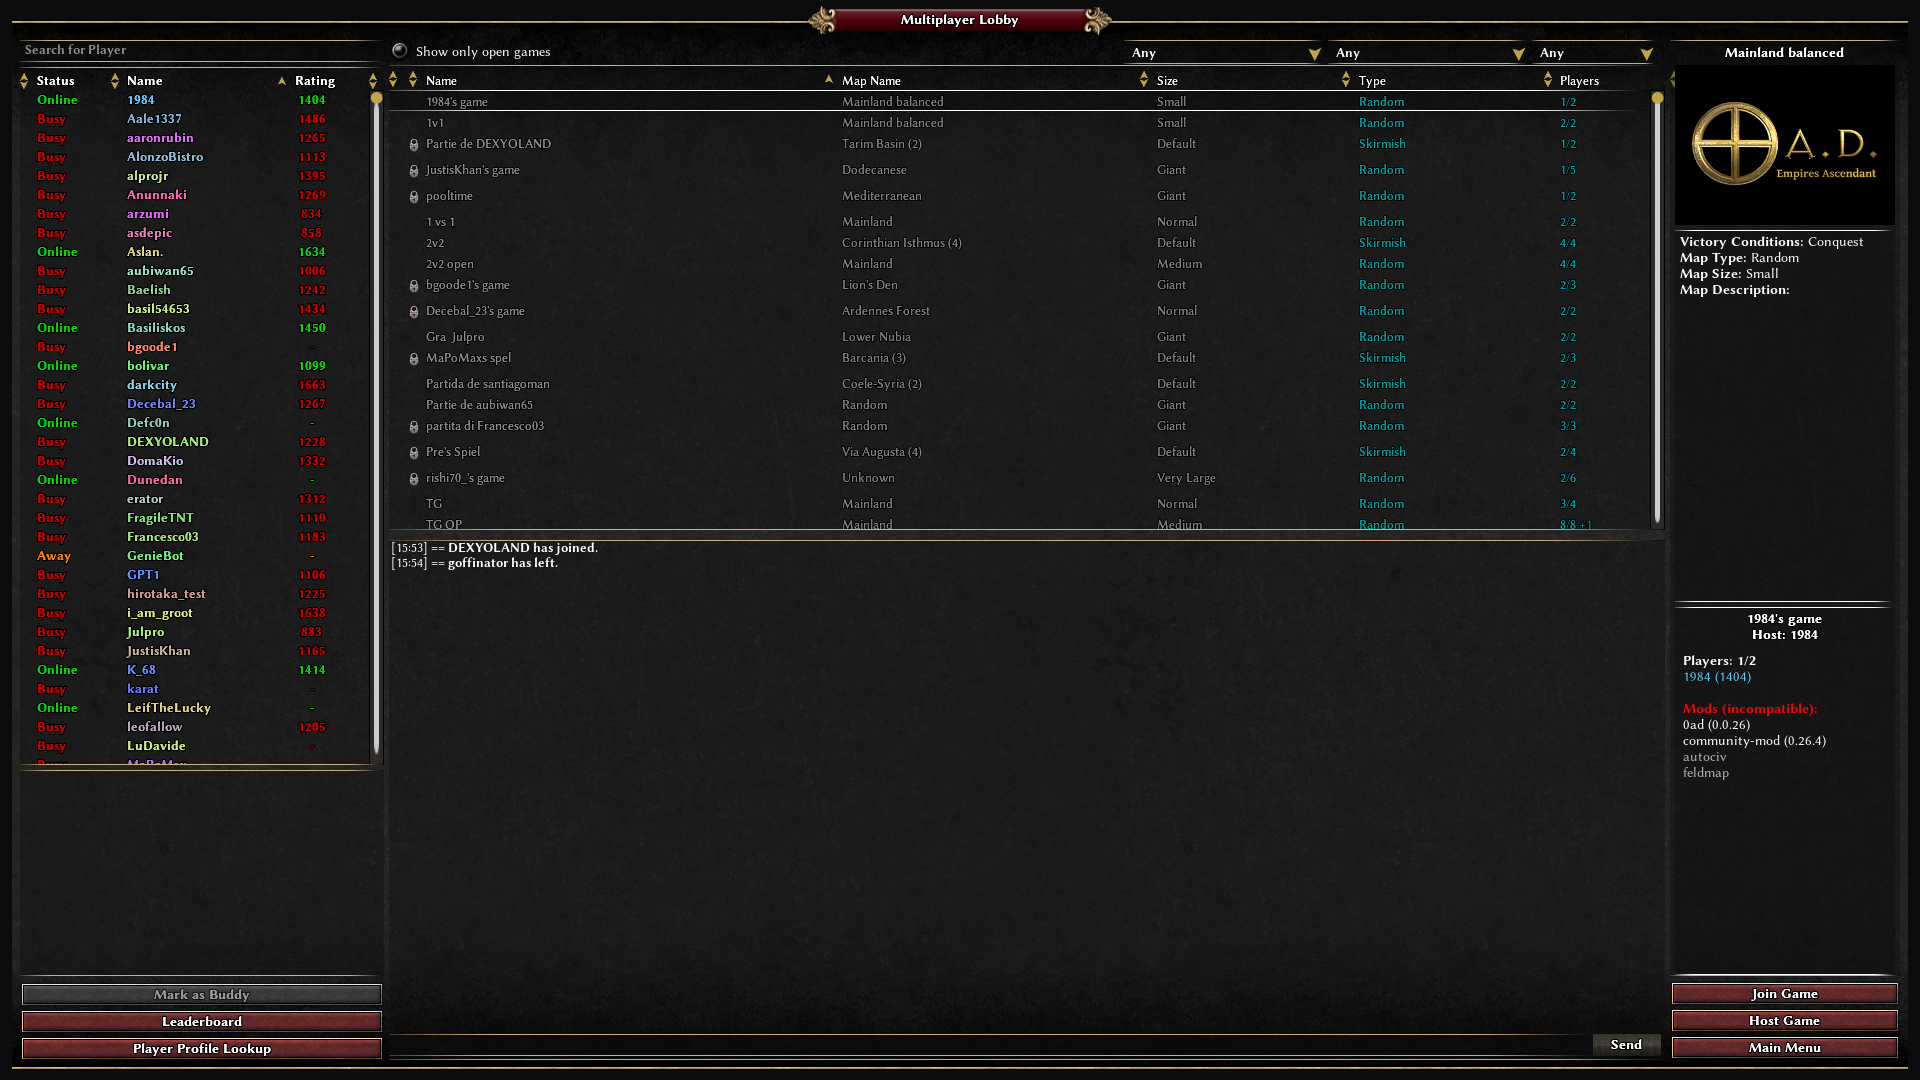 Multiplayer Lobby
Search for Player
Status Name Rating
Online 1984 1404
Busy Aale1337 1486
Busy aaronrubin 1265
Busy AlonzoBistro 1113
Busy alprojr 1395
Busy Anunnaki 1269
Busy arzumi 834
Busy asdepic 858
Online Aslan. 1634
Busy aubiwan65 1006
Busy Baelish 1242
Busy basil54653 1434
Online Basiliskos 1450
Busy bgoode1 -
Online bolivar 1099
Busy darkcity 1663
Busy Decebal_23 1267
Online Defc0n -
Busy DEXYOLAND 1228
Busy DomaKio 1332
Online Dunedan -
Busy erator 1312
Busy FragileTNT 1110
Busy Francesco03 1183
Away GenieBot -
Busy GPT1 1106
Busy hirotaka_test 1225
Busy i_am_groot 1638
Busy Julpro 883
Busy JustisKhan 1165
Online K_68 1414
Busy karat -
Online LeifTheLucky -
Busy leofallow 1205
Busy LuDavide -
Mark as Buddy
Leaderboard
Player Profile Lookup
Show only open games
Any Any Any
Name Map Name Size Type Players
1984's game Mainland balanced Small Random 1/2
1v1 Mainland balanced Small Random 2/2
Partie de DEXYOLAND Tarim Basin (2) Default Skirmish 1/2
JustisKhan's game Dodecanese Giant Random 1/5
pooltime Mediterranean Giant Random 1/2
1 vs 1 Mainland Normal Random 2/2
2v2 Corinthian Isthmus (4) Default Skirmish 4/4
2v2 open Mainland Medium Random 4/4
bgoode1's game Lion's Den Giant Random 2/3
Decebal_23's game Ardennes Forest Normal Random 2/2
Gra Julpro Lower Nubia Giant Random 2/2
MaPoMaxs spel Barcania (3) Default Skirmish 2/3
Partida de santiagoman Coele-Syria (2) Default Skirmish 2/2
Partie de aubiwan65 Random Giant Random 2/2
partita di Francesco03 Random Giant Random 3/3
Pre's Spiel Via Augusta (4) Default Skirmish 2/4
rishi70_'s game Unknown Very Large Random 2/6
TG Mainland Normal Random 3/4
TG OP Mainland Medium Random 8/8 +1
[15:53] == DEXYOLAND has joined.
[15:54] == goffinator has left.
Send
Mainland balanced
0 A.D.
Empires Ascendant
Victory Conditions: Conquest
Map Type: Random
Map Size: Small
Map Description:
1984's game
Host: 1984
Players: 1/2
1984 (1404)
Mods (incompatible):
0ad (0.0.26)
community-mod (0.26.4)
autociv
feldmap
Join Game
Host Game
Main Menu